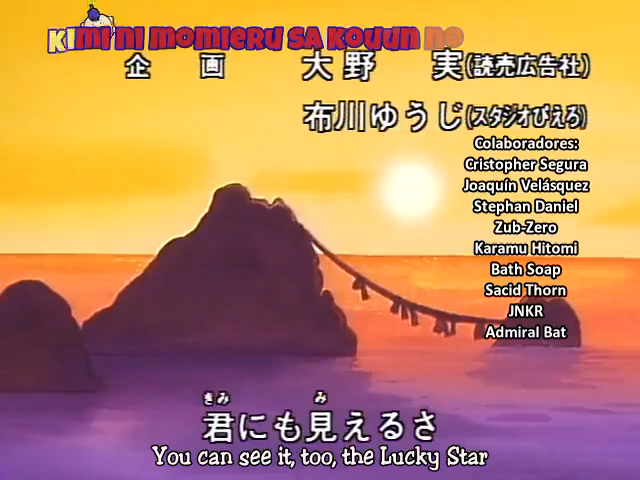 Kimi ni momieru sa kouun no
企画 大野 実(読売広告社)
布川ゆうじ(スタジオぴえろ)
Colaboradores:
Cristopher Segura
Joaquín Velásquez
Stephan Daniel
Zub-Zero
Karamu Hitomi
Bath Soap
Sacid Thorn
JNKR
Admiral Bat
きみ み
君にも見えるさ
You can see it, too, the Lucky Star